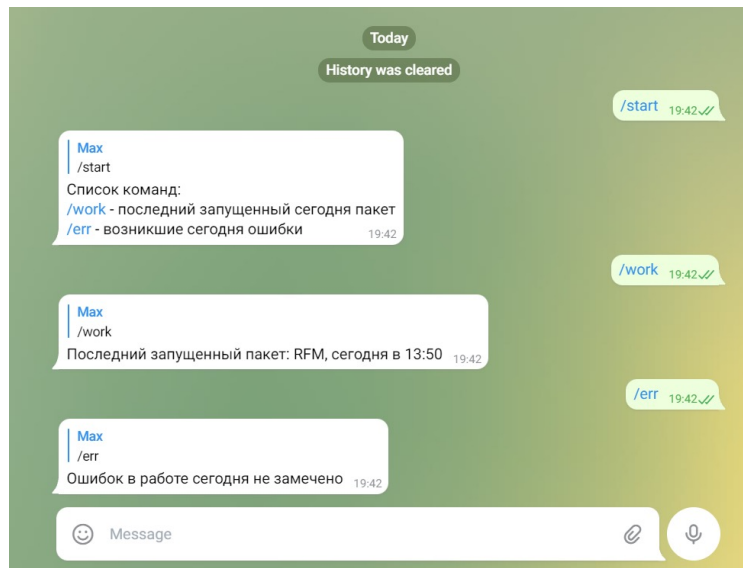 Today
History was cleared
/start 19:42
Max
/start
Список команд:
/work - последний запущенный сегодня пакет
/err - возникшие сегодня ошибки 19:42
/work 19:42
Max
/work
Последний запущенный пакет: RFM, сегодня в 13:50 19:42
/err 19:42
Max
/err
Ошибок в работе сегодня не замечено 19:42
Message